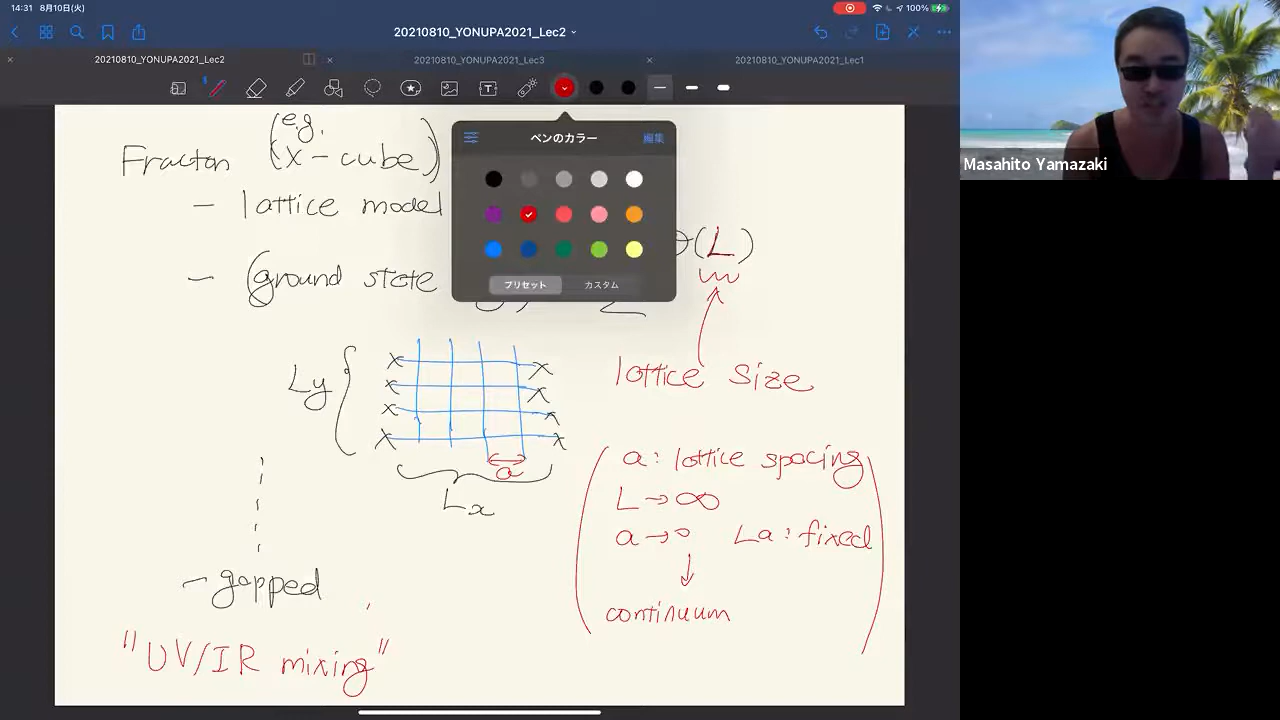 14:31 8月10日(火)
100%
20210810_YONUPA2021_Lec2
20210810_YONUPA2021_Lec2
20210810_YONUPA2021_Lec3
20210810_YONUPA2021_Lec1
ペンのカラー
編集
プリセット
カスタム
Masahito Yamazaki
Fracton (e.g. X-cube)
- lattice model
- Ground state
(L)
lattice size
Ly
a
Lx
a: lattice spacing
L→∞
a→0 La: fixed
↓
continuum
- gapped
"UV/IR mixing"